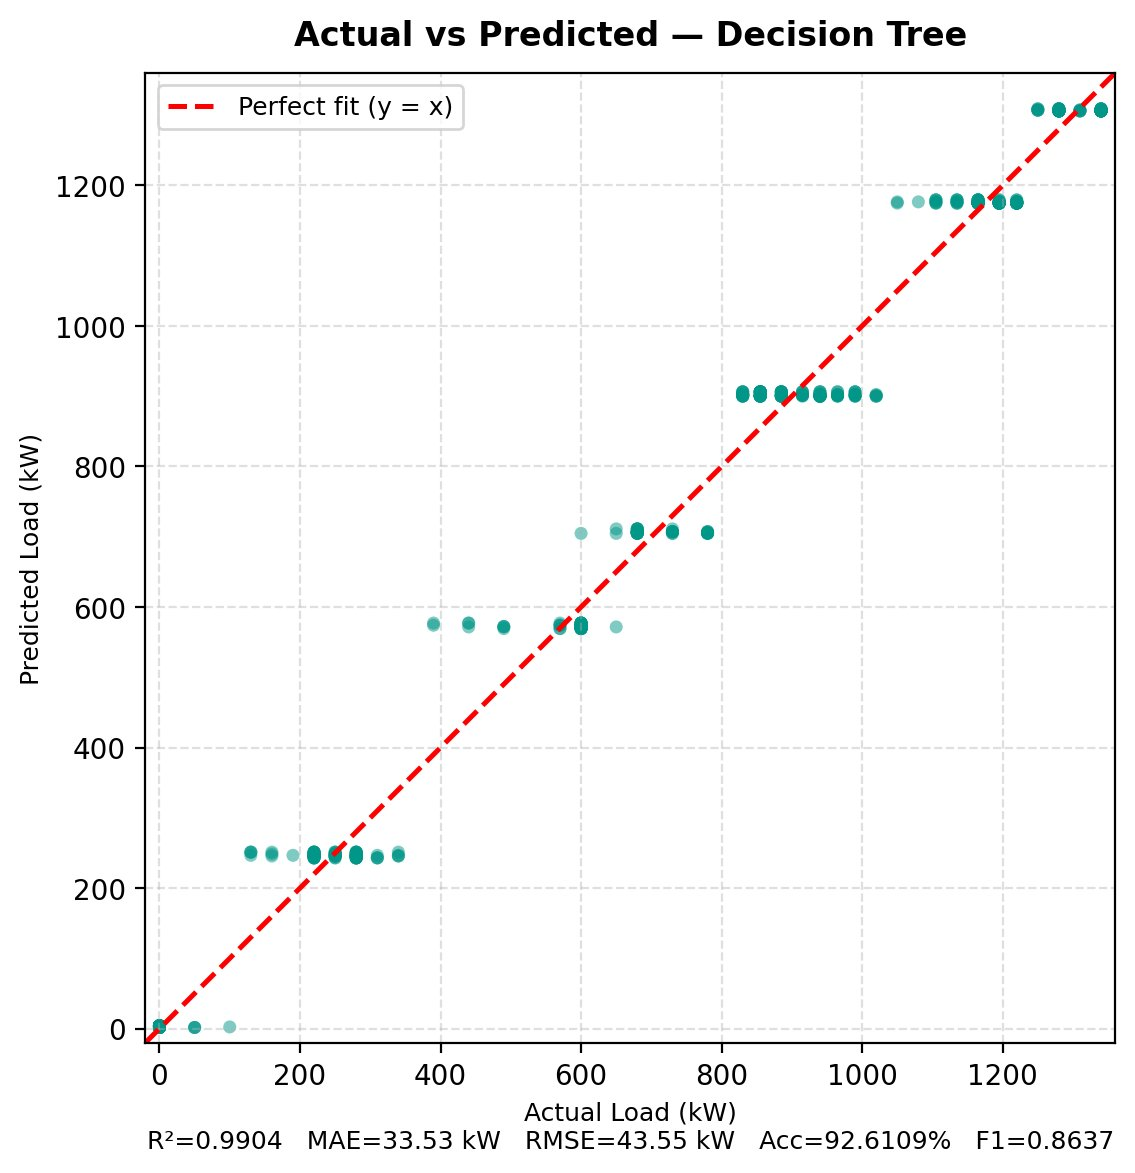 Actual vs Predicted — Decision Tree
Perfect fit (y = x)
Predicted Load (kW)
1200
1000
800
600
400
200
0
0 200 400 600 800 1000 1200
Actual Load (kW)
R²=0.9904 MAE=33.53 kW RMSE=43.55 kW Acc=92.6109% F1=0.8637